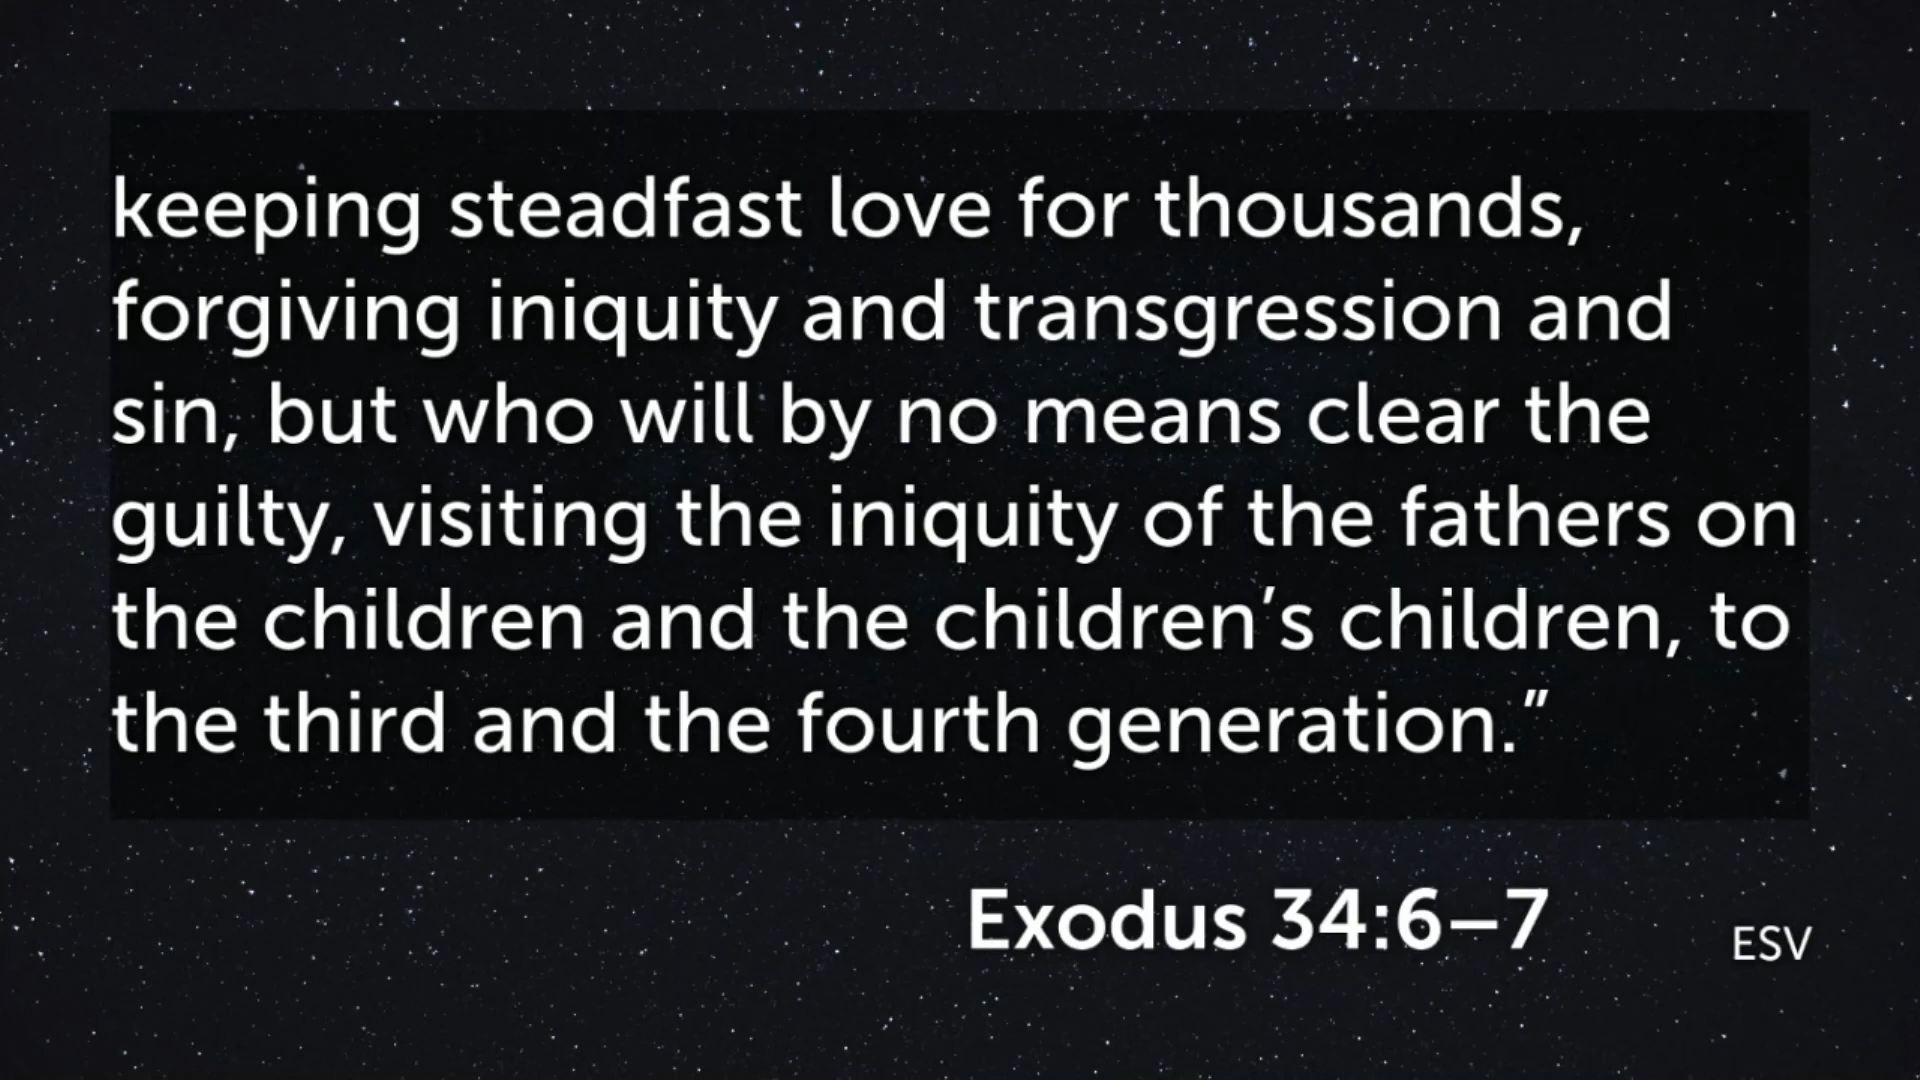 keeping steadfast love for thousands,
forgiving iniquity and transgression and
sin, but who will by no means clear the
guilty, visiting the iniquity of the fathers on
the children and the children’s children, to
the third and the fourth generation.”
Exodus 34:6–7
ESV